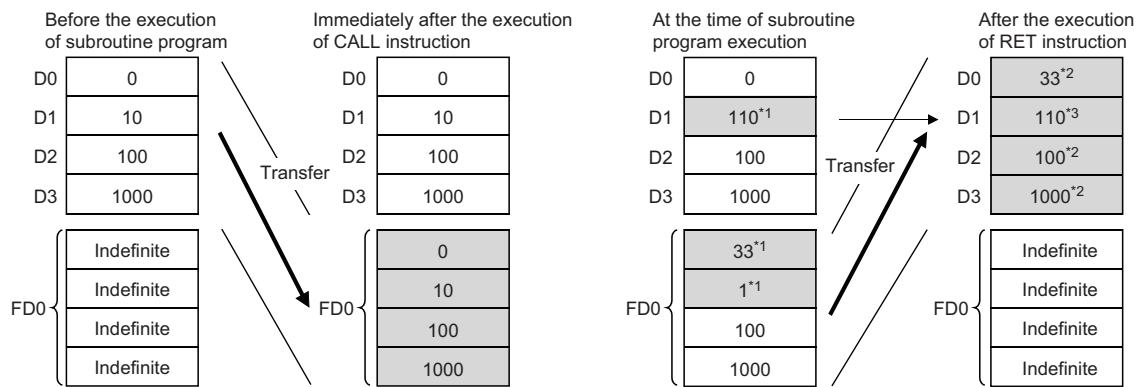 Before the execution
of subroutine program
D0 0
D1 10
D2 100
D3 1000
Indefinite
Indefinite
FD0
Indefinite
Indefinite
Transfer
Immediately after the execution
of CALL instruction
D0 0
D1 10
D2 100
D3 1000
0
10
FD0
100
1000
At the time of subroutine
program execution
D0 0
D1 110*1
D2 100
D3 1000
33*1
1*1
FD0
100
1000
Transfer
After the execution
of RET instruction
D0 33*2
D1 110*3
D2 100*2
D3 1000*2
Indefinite
Indefinite
FD0
Indefinite
Indefinite